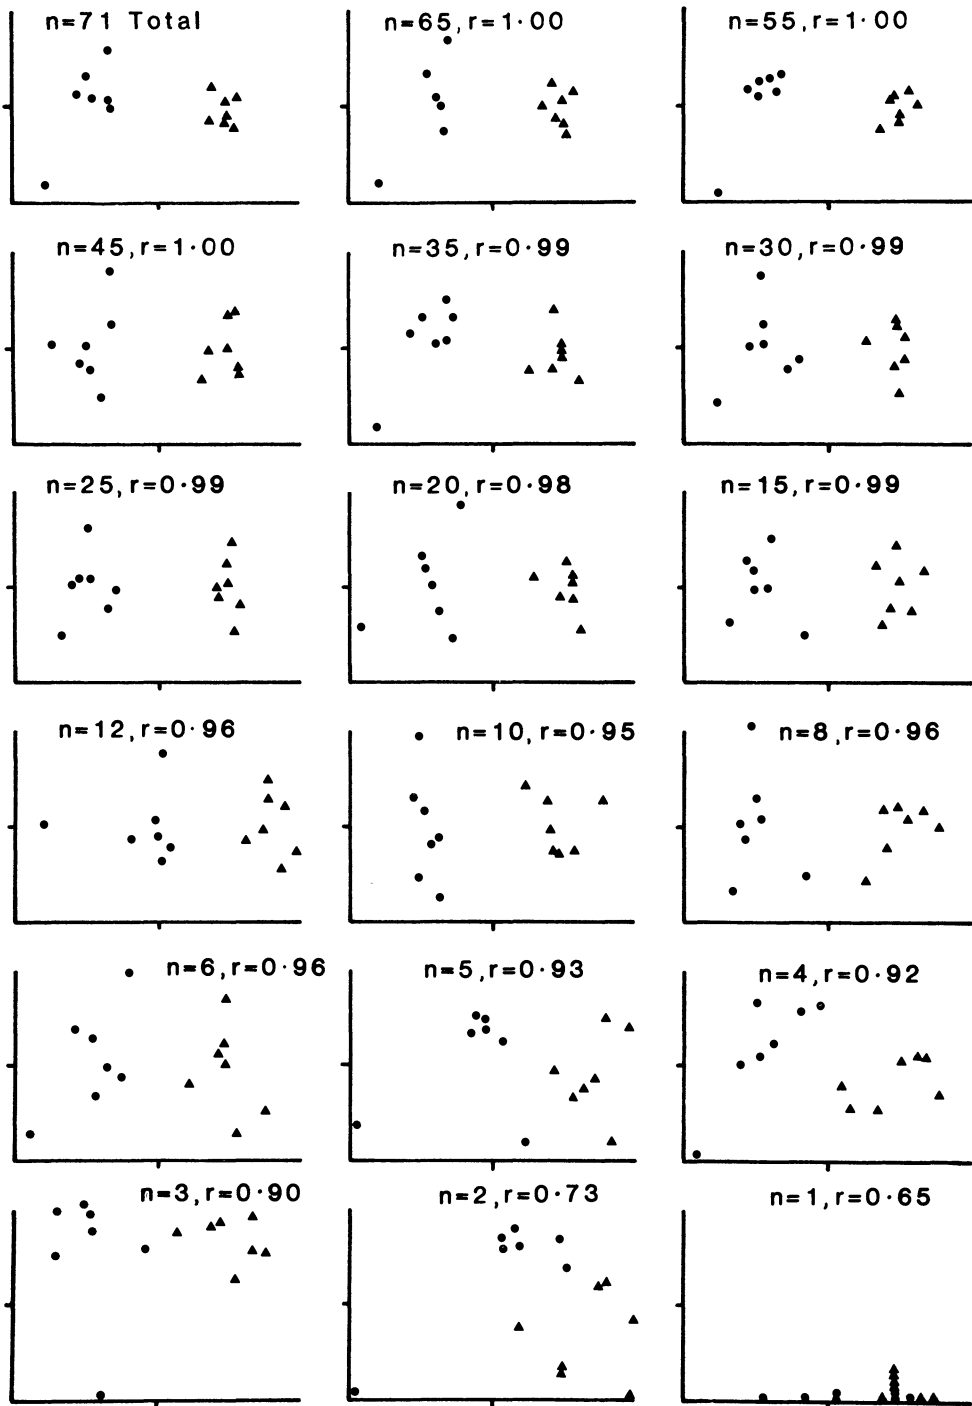 n=71 Total
n=65,r=1·00
n=55,r=1·00
n=45,r=1·00
n=35,r=0·99
n=30,r=0·99
n=25,r=0·99
n=20,r=0·98
n=15,r=0·99
n=12,r=0·96
n=10,r=0·95
n=8,r=0·96
n=6,r=0·96
n=5,r=0·93
n=4,r=0·92
n=3,r=0·90
n=2,r=0·73
n=1,r=0·65